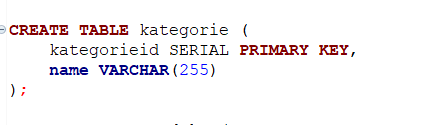 CREATE TABLE kategorie (
kategorieid SERIAL PRIMARY KEY,
name VARCHAR(255)
);